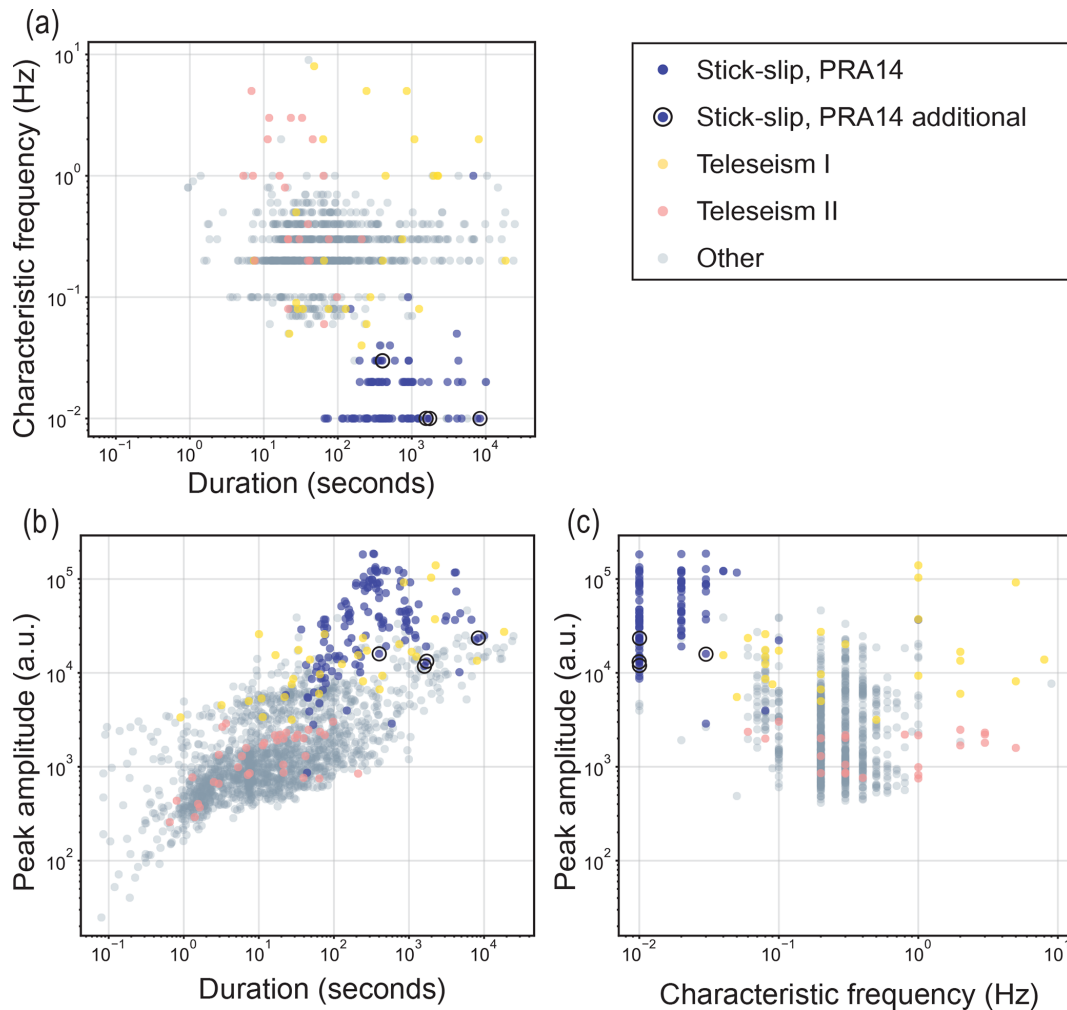 (a)
Characteristic frequency (Hz)
10^1
10^0
10^-1
10^-2
10^-1 10^0 10^1 10^2 10^3 10^4
Duration (seconds)
Stick-slip, PRA14
Stick-slip, PRA14 additional
Teleseism I
Teleseism II
Other
(b)
Peak amplitude (a.u.)
10^5
10^4
10^3
10^2
10^-1 10^0 10^1 10^2 10^3 10^4
Duration (seconds)
(c)
Peak amplitude (a.u.)
10^5
10^4
10^3
10^2
10^-2 10^-1 10^0 10^1
Characteristic frequency (Hz)